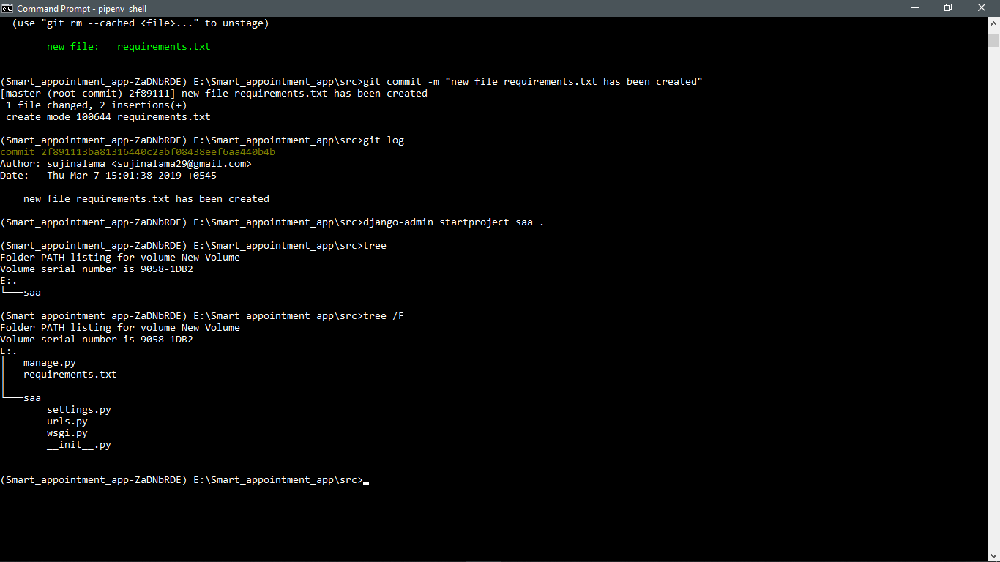 Command Prompt - pipenv  shell
  (use "git rm --cached <file>..." to unstage)
        new file:   requirements.txt
(Smart_appointment_app-ZaDNbRDE) E:\Smart_appointment_app\src>git commit -m "new file requirements.txt has been created"
[master (root-commit) 2f89111] new file requirements.txt has been created
 1 file changed, 2 insertions(+)
 create mode 100644 requirements.txt
(Smart_appointment_app-ZaDNbRDE) E:\Smart_appointment_app\src>git log
commit 2f891113ba81316440c2abf08438eef6aa440b4b
Author: sujinalama <sujinalama29@gmail.com>
Date:   Thu Mar 7 15:01:38 2019 +0545
    new file requirements.txt has been created
(Smart_appointment_app-ZaDNbRDE) E:\Smart_appointment_app\src>django-admin startproject saa .
(Smart_appointment_app-ZaDNbRDE) E:\Smart_appointment_app\src>tree
Folder PATH listing for volume New Volume
Volume serial number is 9058-1DB2
E:.
└───saa
(Smart_appointment_app-ZaDNbRDE) E:\Smart_appointment_app\src>tree /F
Folder PATH listing for volume New Volume
Volume serial number is 9058-1DB2
E:.
│   manage.py
│   requirements.txt
│
└───saa
        settings.py
        urls.py
        wsgi.py
        __init__.py
(Smart_appointment_app-ZaDNbRDE) E:\Smart_appointment_app\src>